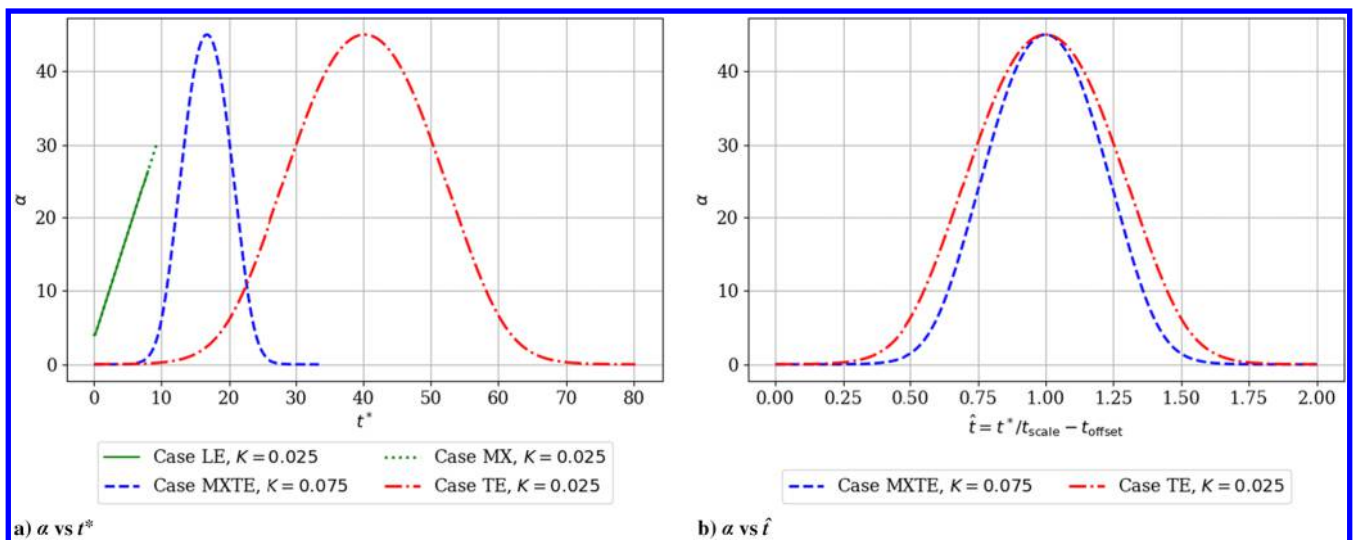 40
30
20
10
0
α
0 10 20 30 40 50 60 70 80
t*
Case LE, K = 0.025
Case MX, K = 0.025
Case MXTE, K = 0.075
Case TE, K = 0.025
a) α vs t*
40
30
20
10
0
α
0.00 0.25 0.50 0.75 1.00 1.25 1.50 1.75 2.00
t̂ = t*/t_scale − t_offset
Case MXTE, K = 0.075
Case TE, K = 0.025
b) α vs t̂